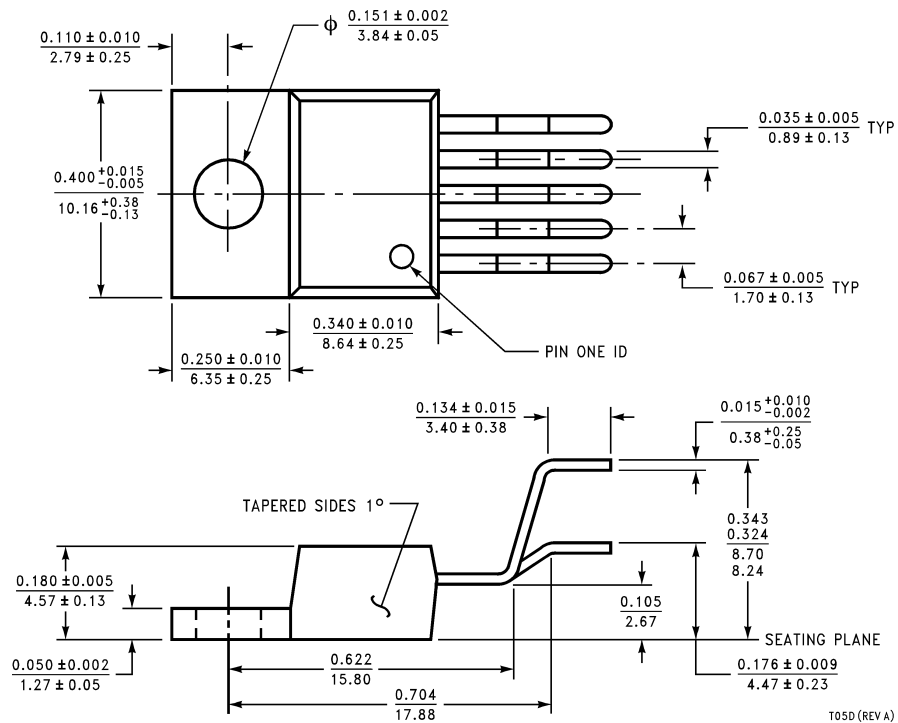 ϕ 0.151 ± 0.002
3.84 ± 0.05
0.110 ± 0.010
2.79 ± 0.25
0.035 ± 0.005
0.89 ± 0.13
TYP
0.400 +0.015 -0.005
10.16 +0.38 -0.13
0.067 ± 0.005
1.70 ± 0.13
TYP
0.340 ± 0.010
8.64 ± 0.25
PIN ONE ID
0.250 ± 0.010
6.35 ± 0.25
0.134 ± 0.015
3.40 ± 0.38
0.015 +0.010 -0.002
0.38 +0.25 -0.05
TAPERED SIDES 1°
0.343
0.324
8.70
8.24
0.180 ± 0.005
4.57 ± 0.13
0.105
2.67
SEATING PLANE
0.050 ± 0.002
1.27 ± 0.05
0.622
15.80
0.176 ± 0.009
4.47 ± 0.23
0.704
17.88
T05D (REV A)